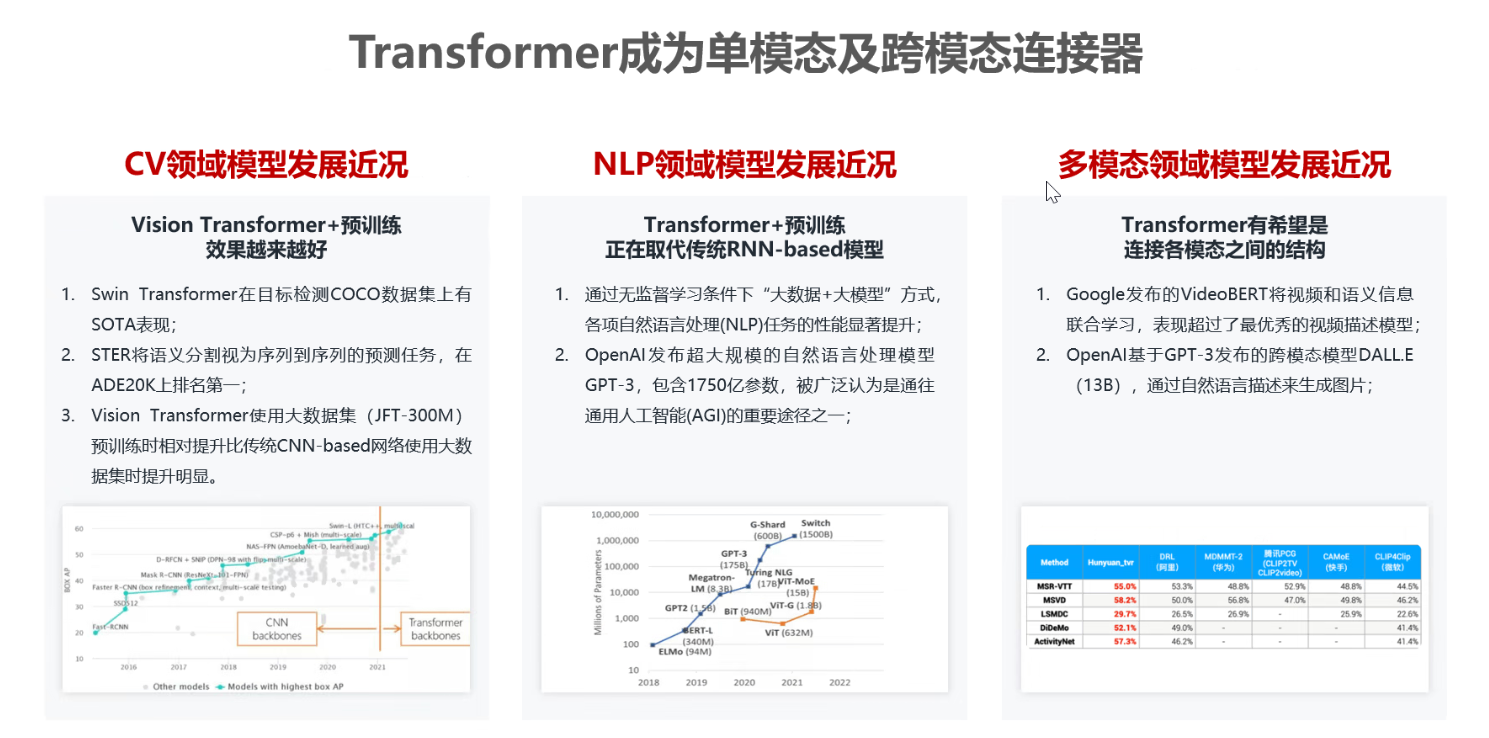 Transformer成为单模态及跨模态连接器
CV领域模型发展近况
Vision Transformer+预训练
效果越来越好
1. Swin Transformer在目标检测COCO数据集上有
SOTA表现；
2. STER将语义分割视为序列到序列的预测任务，在
ADE20K上排名第一；
3. Vision Transformer使用大数据集（JFT-300M）
预训练时相对提升比传统CNN-based网络使用大数
据集时提升明显。
Swin-L (HTC++, multiscal
CSP-p6 + Mish (multi-scale)
NAS-FPN (AmoebaNet-D, learned aug)
D-RFCN + SNIP (DPN-98 with flip, multi-scale)
Mask R-CNN (ResNeXt-101-FPN)
Faster R-CNN (box refinement, context, multi-scale testing)
SSD512
Fast-RCNN
BOX AP
60
50
40
30
20
10
CNN
backbones
Transformer
backbones
2016 2017 2018 2019 2020 2021
Other models Models with highest box AP
NLP领域模型发展近况
Transformer+预训练
正在取代传统RNN-based模型
1. 通过无监督学习条件下“大数据+大模型”方式，
各项自然语言处理(NLP)任务的性能显著提升；
2. OpenAI发布超大规模的自然语言处理模型
GPT-3，包含1750亿参数，被广泛认为是通往
通用人工智能(AGI)的重要途径之一；
Millions of Parameters
10,000,000
1,000,000
100,000
10,000
1,000
100
10
G-Shard
(600B)
Switch
(1500B)
GPT-3
(175B)
Turing NLG
(17B)
Megatron-
LM (8.3B)
ViT-MoE
(15B)
GPT2 (1.5B)
BiT (940M)
ViT-G (1.8B)
BERT-L
(340M)
ViT (632M)
ELMo (94M)
2018 2019 2020 2021 2022
多模态领域模型发展近况
Transformer有希望是
连接各模态之间的结构
1. Google发布的VideoBERT将视频和语义信息
联合学习，表现超过了最优秀的视频描述模型；
2. OpenAI基于GPT-3发布的跨模态模型DALL.E
（13B），通过自然语言描述来生成图片；
Method Hunyuan_tvr DRL（阿里） MDMMT-2（华为） 腾讯PCG (CLIP2TV CLIP2video) CAMoE（快手） CLIP4Clip（微软）
MSR-VTT 55.0% 53.3% 48.8% 52.9% 48.8% 44.5%
MSVD 58.2% 50.0% 56.8% 47.0% 49.8% 46.2%
LSMDC 29.7% 26.5% 26.9% - 25.9% 22.6%
DiDeMo 52.1% 49.0% - - - 41.4%
ActivityNet 57.3% 46.2% - - - 41.4%